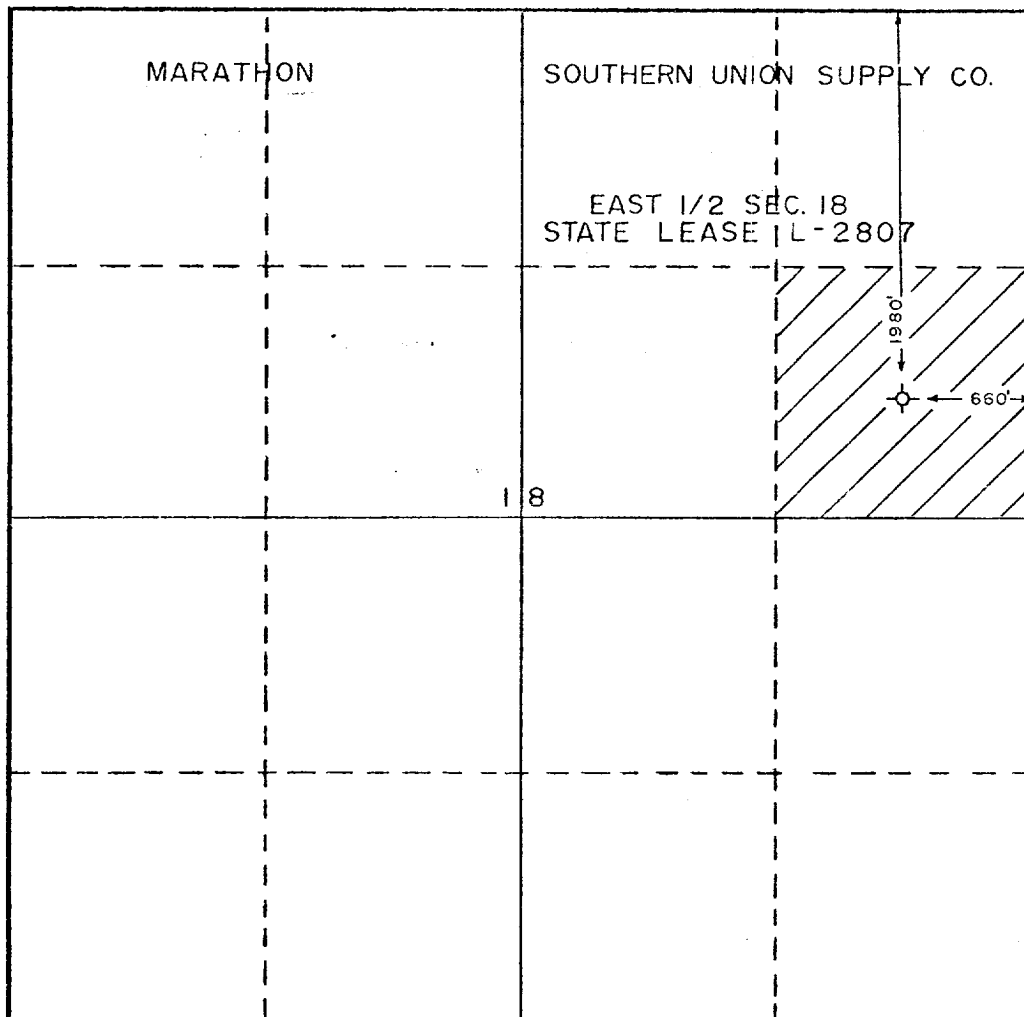 MARATHON
SOUTHERN UNION SUPPLY CO.
EAST 1/2 SEC. 18
STATE LEASE L-2807
1980'
660'
18